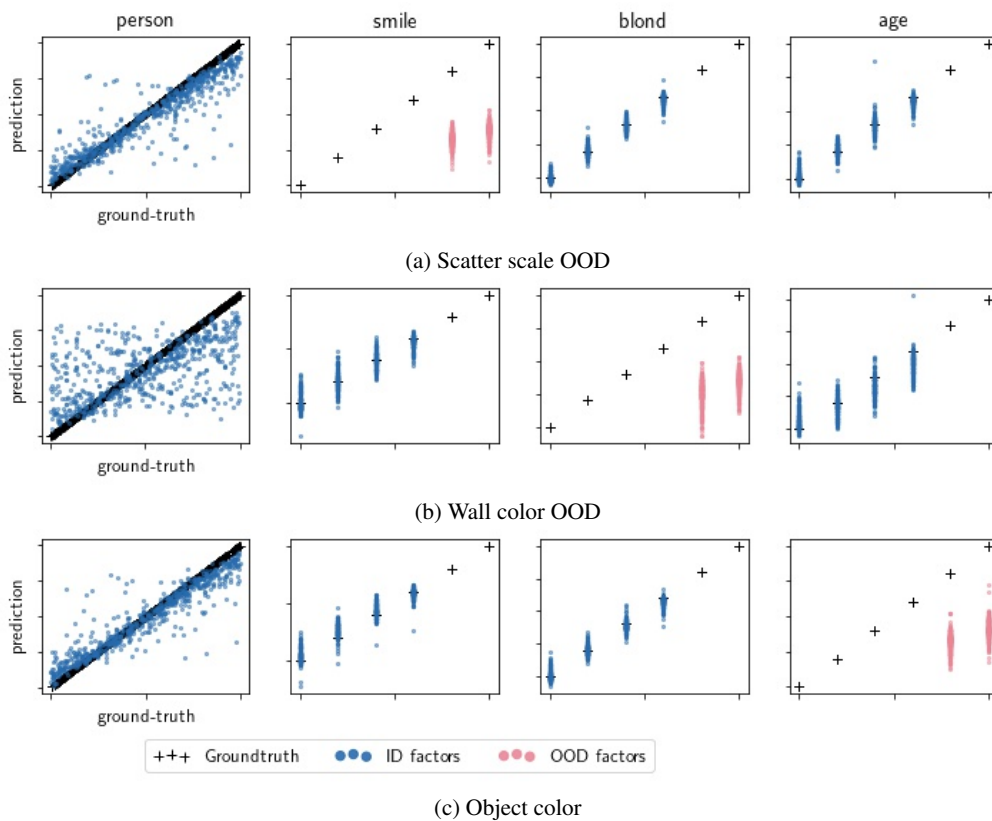 person smile blond age
prediction
ground-truth
(a) Scatter scale OOD
prediction
ground-truth
(b) Wall color OOD
prediction
ground-truth
Groundtruth ID factors OOD factors
(c) Object color